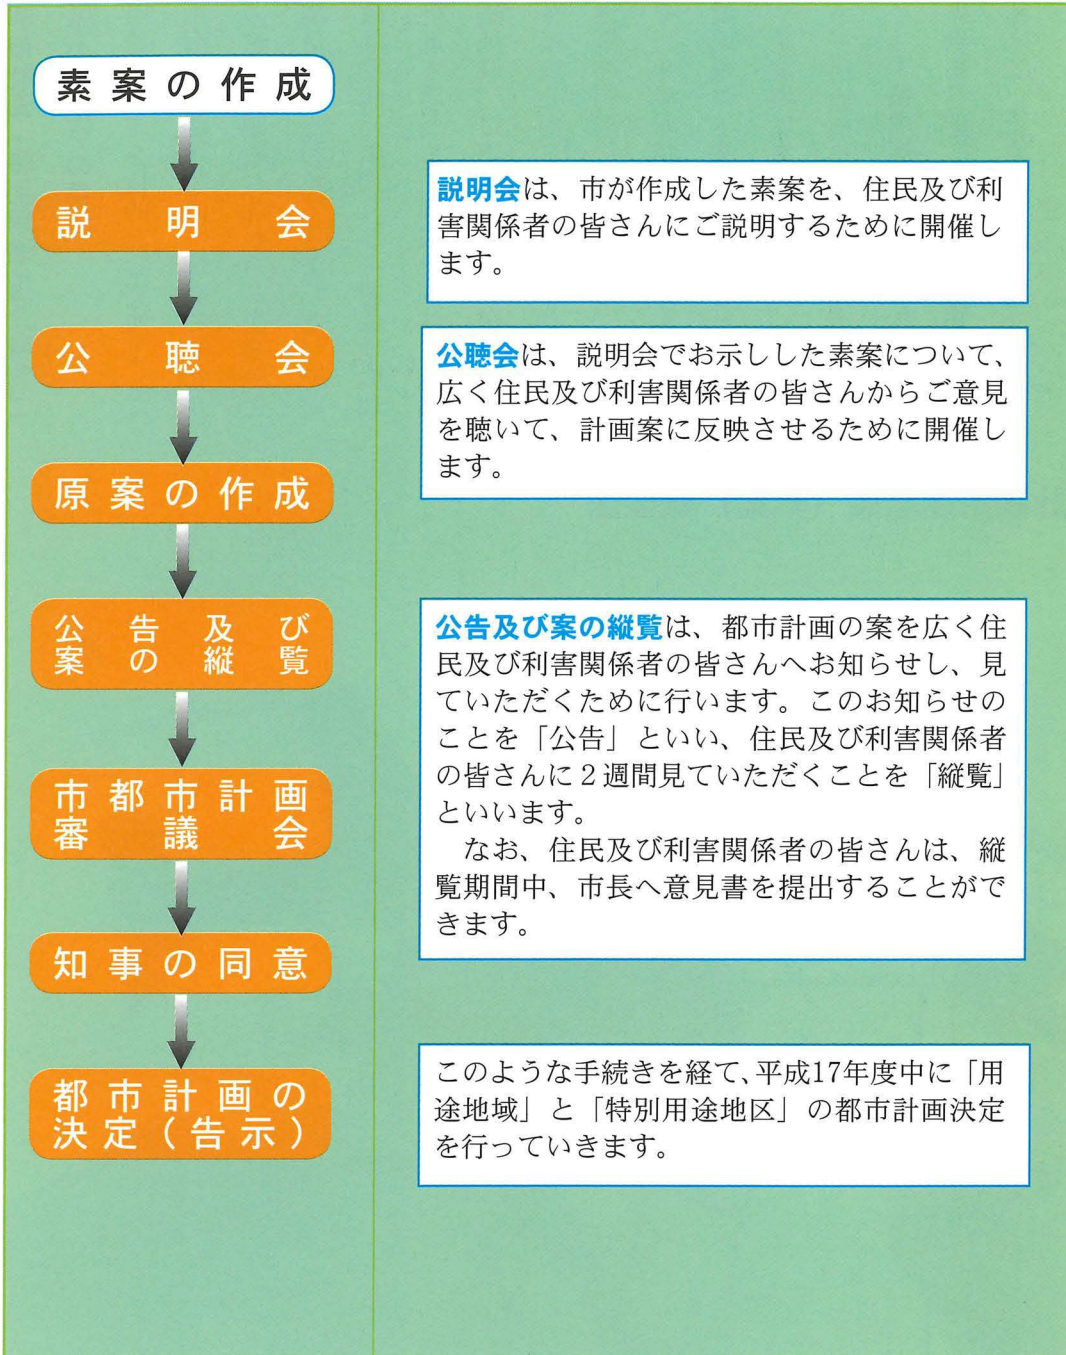 素案の作成
説明会
説明会は、市が作成した素案を、住民及び利
害関係者の皆さんにご説明するために開催し
ます。
公聴会
公聴会は、説明会でお示しした素案について、
広く住民及び利害関係者の皆さんからご意見
を聴いて、計画案に反映させるために開催し
ます。
原案の作成
公告及び
案の縦覧
公告及び案の縦覧は、都市計画の案を広く住
民及び利害関係者の皆さんへお知らせし、見
ていただくために行います。このお知らせの
ことを「公告」といい、住民及び利害関係者
の皆さんに２週間見ていただくことを「縦覧」
といいます。
なお、住民及び利害関係者の皆さんは、縦
覧期間中、市長へ意見書を提出することがで
きます。
市都市計画
審議会
知事の同意
都市計画の
決定(告示)
このような手続きを経て、平成17年度中に「用
途地域」と「特別用途地区」の都市計画決定
を行っていきます。